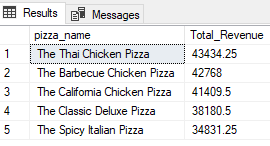 Results Messages
pizza_name Total_Revenue
1 The Thai Chicken Pizza 43434.25
2 The Barbecue Chicken Pizza 42768
3 The California Chicken Pizza 41409.5
4 The Classic Deluxe Pizza 38180.5
5 The Spicy Italian Pizza 34831.25